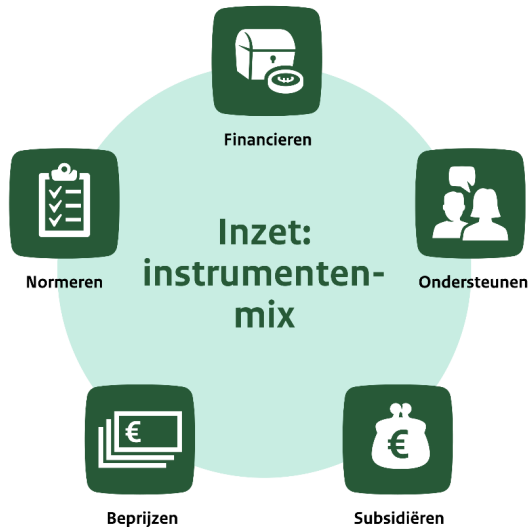 Financieren
Normeren
Inzet:
instrumenten-
mix
Ondersteunen
€
Beprijzen
€
Subsidiëren